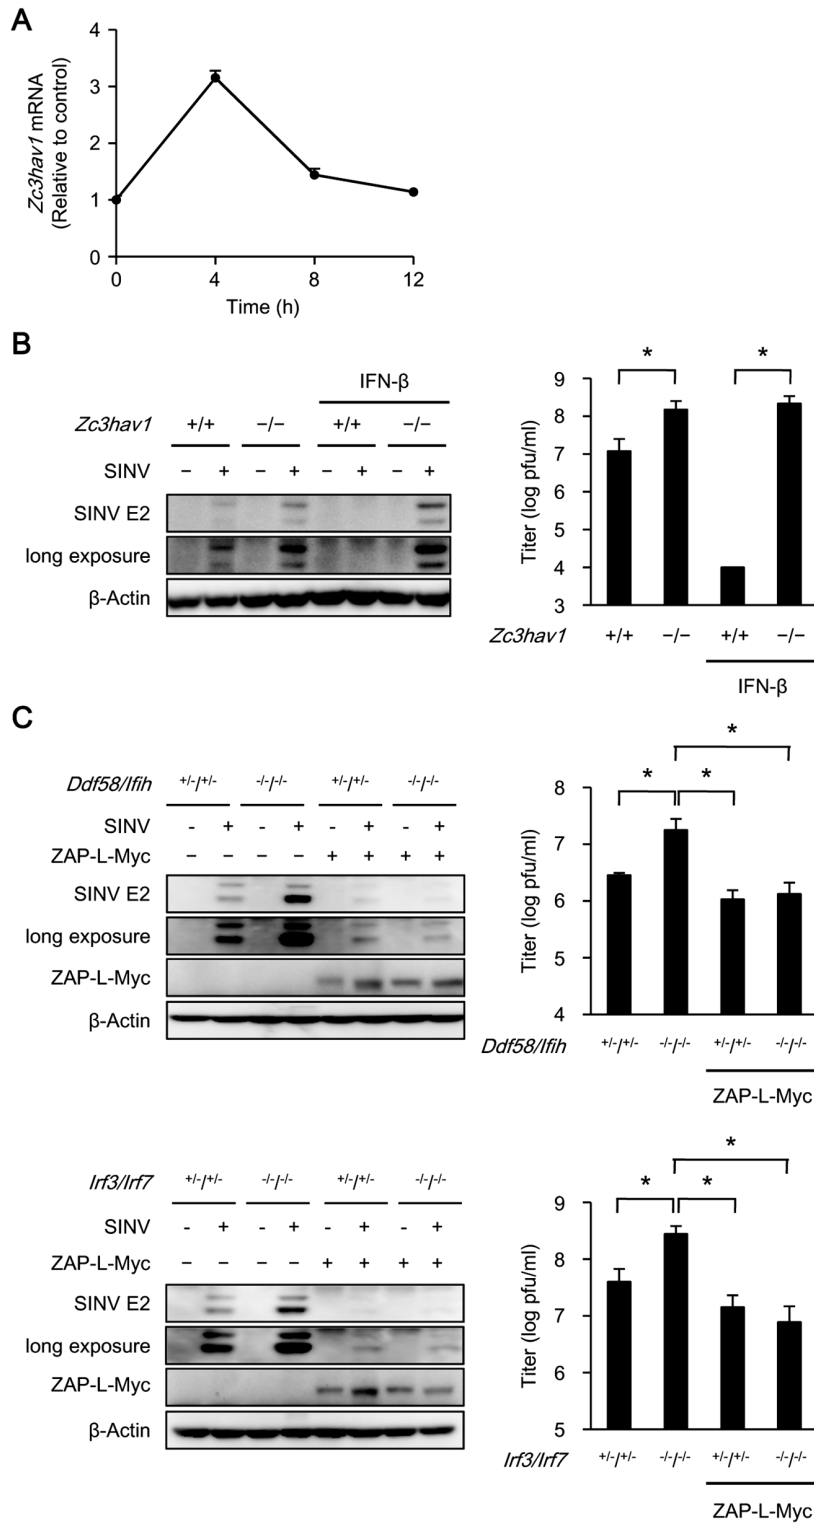 A
4
3
2
1
0
Zc3hav1 mRNA
(Relative to control)
0 4 8 12
Time (h)
B
IFN-β
Zc3hav1 +/+ −/− +/+ −/−
SINV − + − + − + − +
SINV E2
long exposure
β-Actin
* *
9
8
7
6
5
4
3
Titer (log pfu/ml)
Zc3hav1 +/+ −/− +/+ −/−
IFN-β
C
Ddf58/Ifih +/-/+/- -/-/-/- +/-/+/- -/-/-/-
SINV - + - + - + - +
ZAP-L-Myc − − − − + + + +
SINV E2
long exposure
ZAP-L-Myc
β-Actin
*
* *
8
7
6
5
4
Titer (log pfu/ml)
Ddf58/Ifih +/-/+/- -/-/-/- +/-/+/- -/-/-/-
ZAP-L-Myc
Irf3/Irf7 +/-/+/- -/-/-/- +/-/+/- -/-/-/-
SINV - + - + - + - +
ZAP-L-Myc − − − − + + + +
SINV E2
long exposure
ZAP-L-Myc
β-Actin
*
* *
9
8
7
6
5
Titer (log pfu/ml)
Irf3/Irf7 +/-/+/- -/-/-/- +/-/+/- -/-/-/-
ZAP-L-Myc